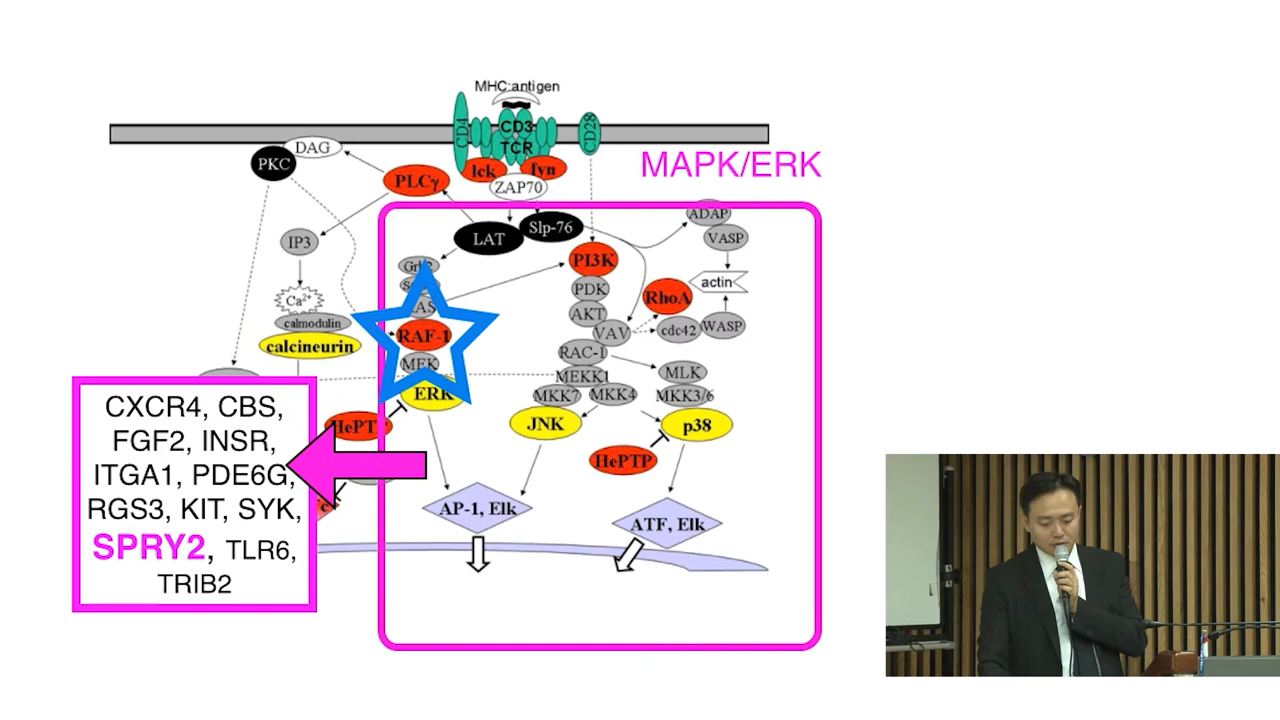 MHC:antigen
CD4
CD3
TCR
CD28
DAG
PKC
lck
fyn
MAPK/ERK
PLCγ
ZAP70
ADAP
Slp-76
LAT
VASP
IP3
PI3K
actin
PDK
RhoA
Ca2+
AKT
calmodulin
VAV
cdc42
WASP
RAF-1
calcineurin
RAC-1
MEK
MLK
MEKK1
MKK7
MKK4
MKK3/6
ERK
JNK
p38
HePTP
CXCR4, CBS,
FGF2, INSR,
ITGA1, PDE6G,
RGS3, KIT, SYK,
SPRY2, TLR6,
TRIB2
AP-1, Elk
ATF, Elk